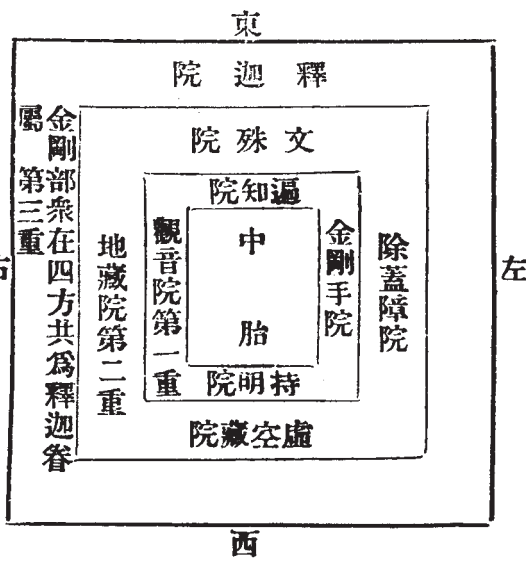 東
院迦釋
院殊文
院知遍
中胎
金剛手院
除蓋障院
左
觀音院第一重
地藏院第二重
金剛部衆在四方共爲釋迦眷
屬　第三重
右
院明持
院藏空虛
西